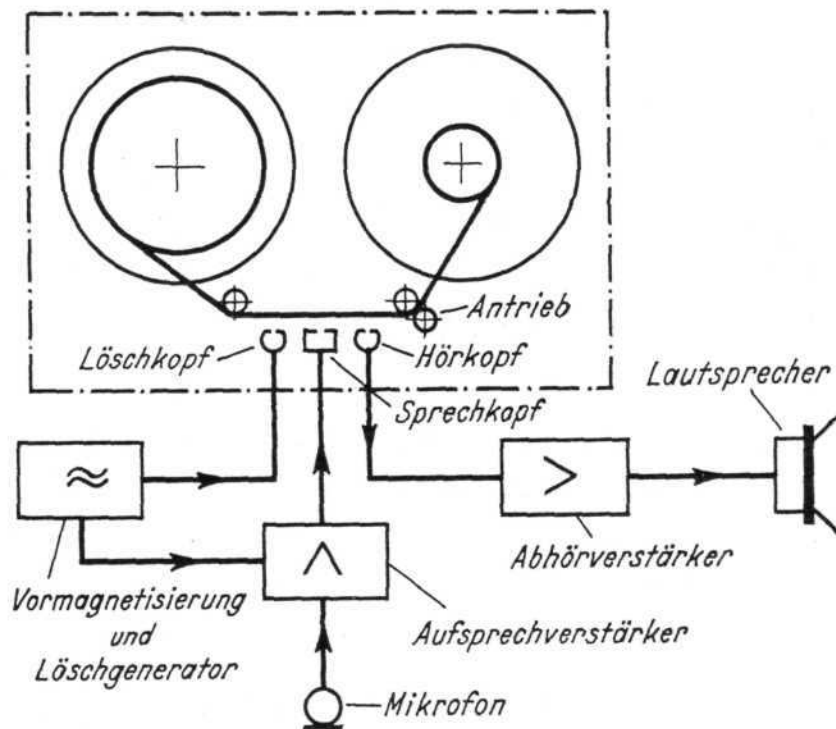 Antrieb
Löschkopf
Hörkopf
Sprechkopf
Lautsprecher
Abhörverstärker
Vormagnetisierung
und
Löschgenerator
Aufsprechverstärker
Mikrofon